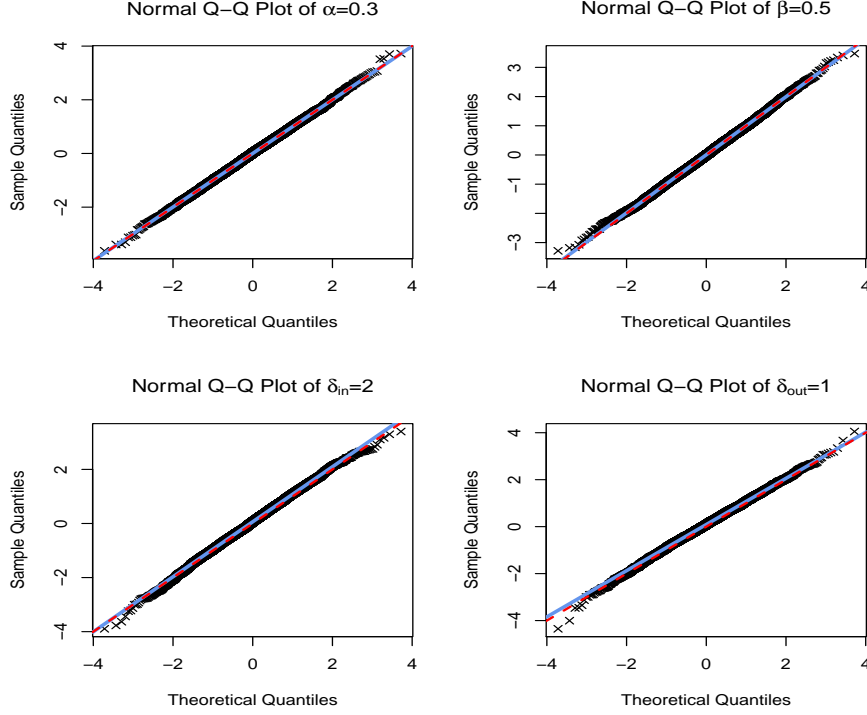 Normal Q−Q Plot of α=0.3
Sample Quantiles
4
2
0
−2
−4 −2 0 2 4
Theoretical Quantiles
Normal Q−Q Plot of β=0.5
Sample Quantiles
3
2
1
0
−1
−3
−4 −2 0 2 4
Theoretical Quantiles
Normal Q−Q Plot of δin=2
Sample Quantiles
2
0
−2
−4
−4 −2 0 2 4
Theoretical Quantiles
Normal Q−Q Plot of δout=1
Sample Quantiles
4
2
0
−2
−4
−4 −2 0 2 4
Theoretical Quantiles